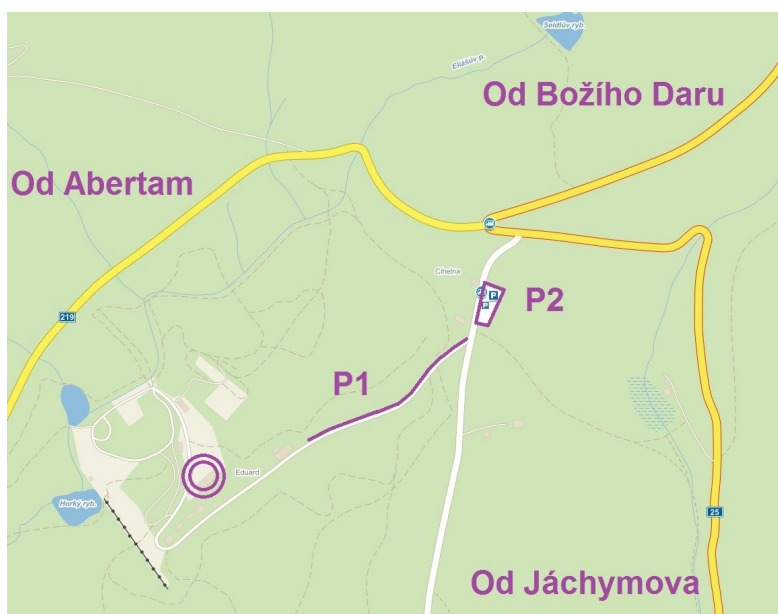 Seidlův ryb.
Eliášův P.
Od Božího Daru
Od Abertam
Cihelna
P
P
P2
219
P1
Eduard
Horký ryb.
25
Od Jáchymova